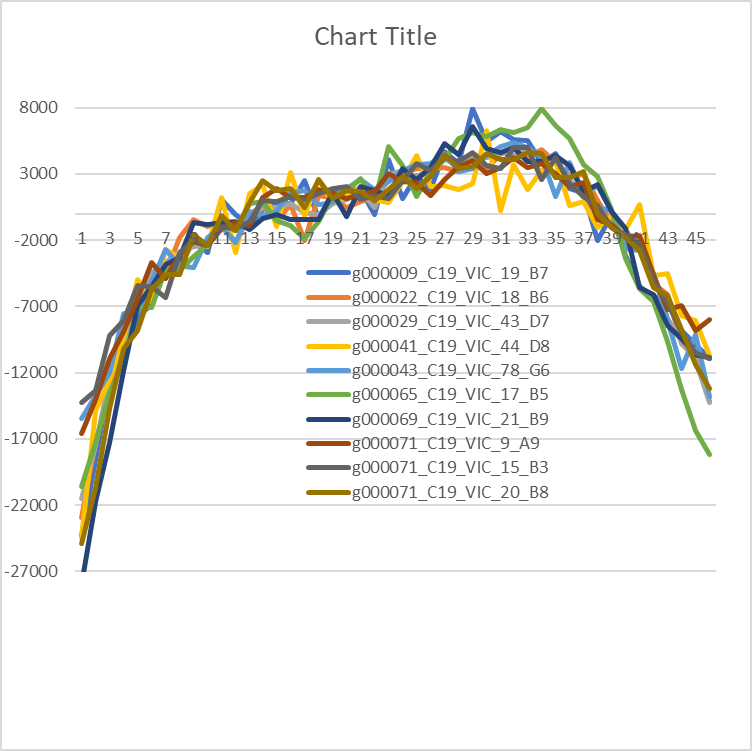 Chart Title
8000
3000
-2000
1 3 5 7 9 11 13 15 17 19 21 23 25 27 29 31 33 35 37 39 41 43 45
-7000
g000009_C19_VIC_19_B7
g000022_C19_VIC_18_B6
g000029_C19_VIC_43_D7
g000041_C19_VIC_44_D8
-12000
g000043_C19_VIC_78_G6
g000065_C19_VIC_17_B5
g000069_C19_VIC_21_B9
-17000
g000071_C19_VIC_9_A9
g000071_C19_VIC_15_B3
g000071_C19_VIC_20_B8
-22000
-27000